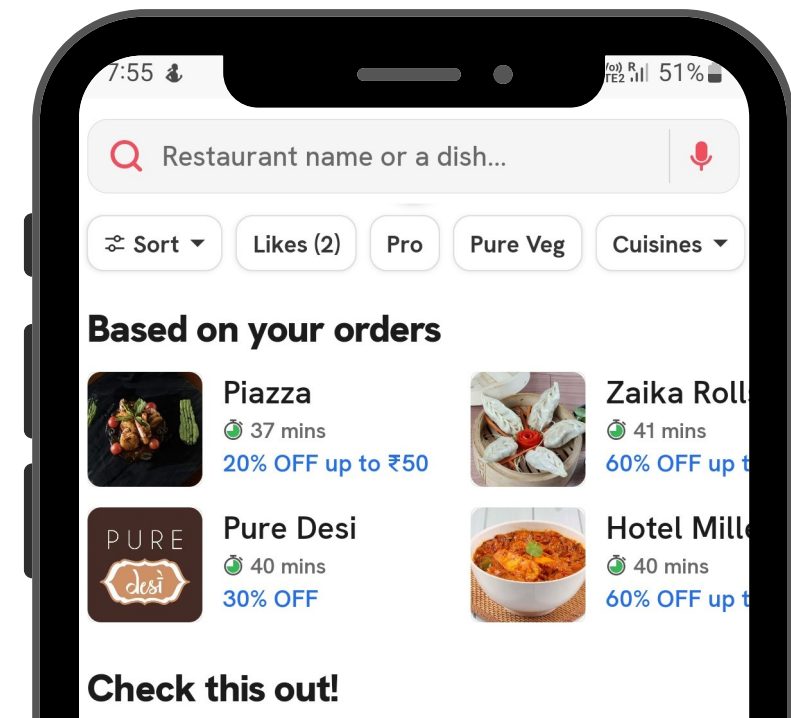 7:55
51%
Restaurant name or a dish...
Sort
Likes (2)
Pro
Pure Veg
Cuisines
Based on your orders
Piazza
37 mins
20% OFF up to ₹50
Zaika Roll
41 mins
60% OFF up t
PURE
desi
Pure Desi
40 mins
30% OFF
Hotel Mille
40 mins
60% OFF up t
Check this out!